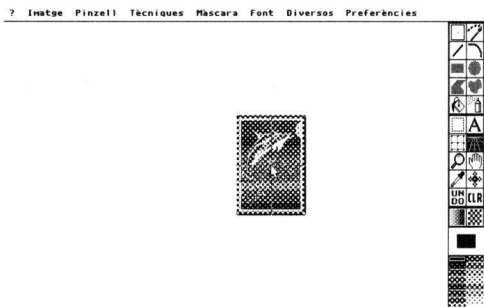 ? Imatge Pinzell Tècniques Màscara Font Diversos Preferències
A
UN
DO CLR